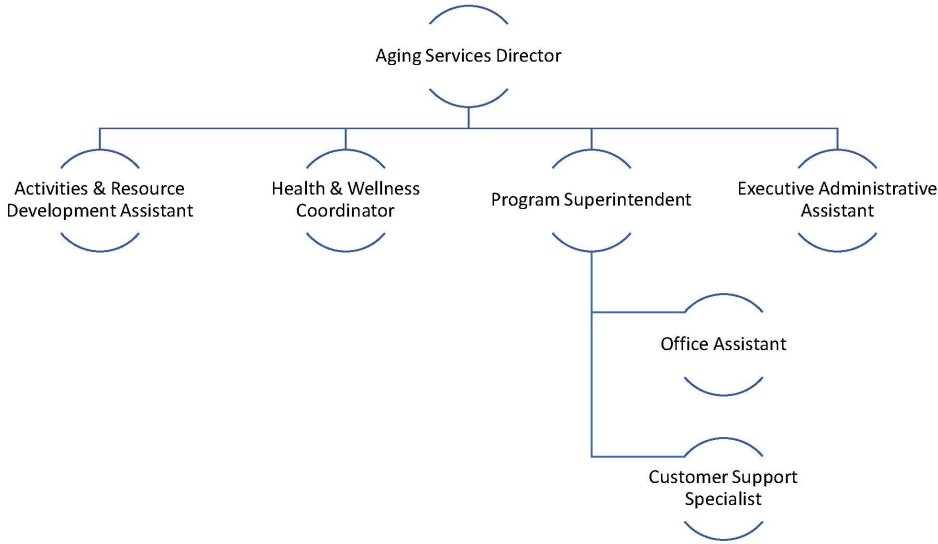 Aging Services Director
Activities & Resource
Development Assistant
Health & Wellness
Coordinator
Program Superintendent
Executive Administrative
Assistant
Office Assistant
Customer Support
Specialist